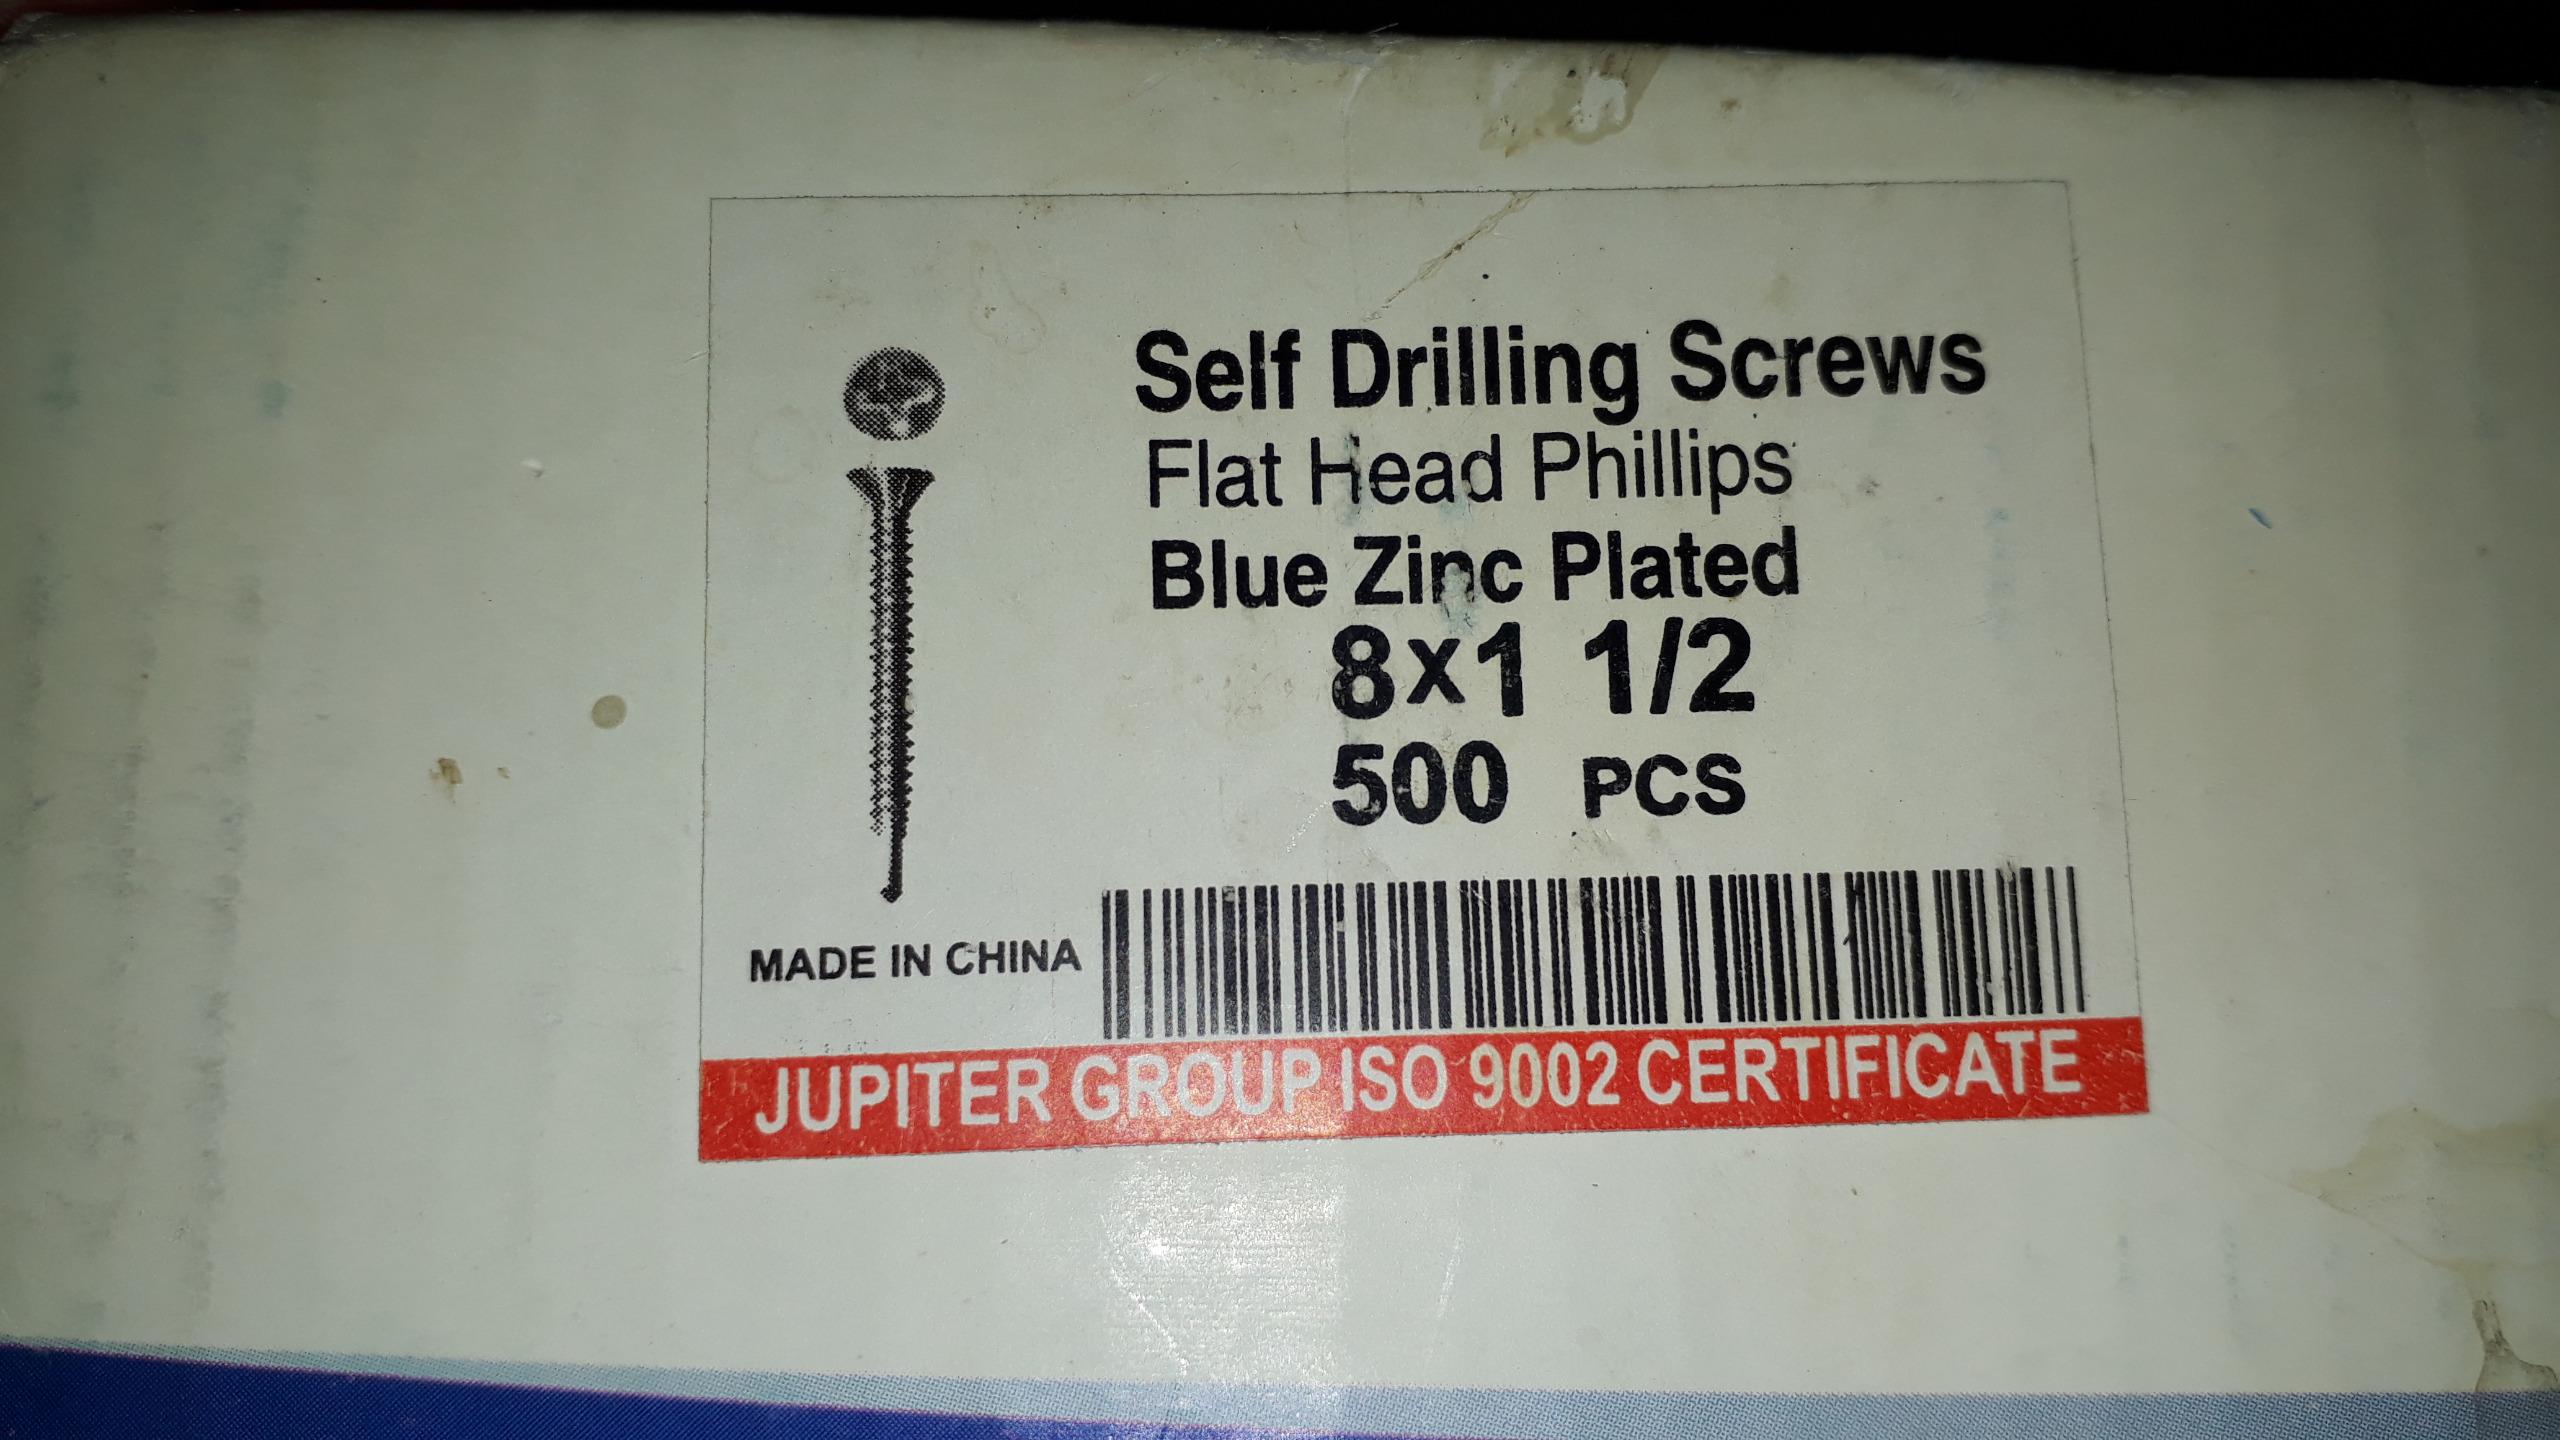 Self Drilling Screws
Flat Head Phillips
Blue Zinc Plated
8x1 1/2
500 PCS
MADE IN CHINA
JUPITER GROUP ISO 9002 CERTIFICATE